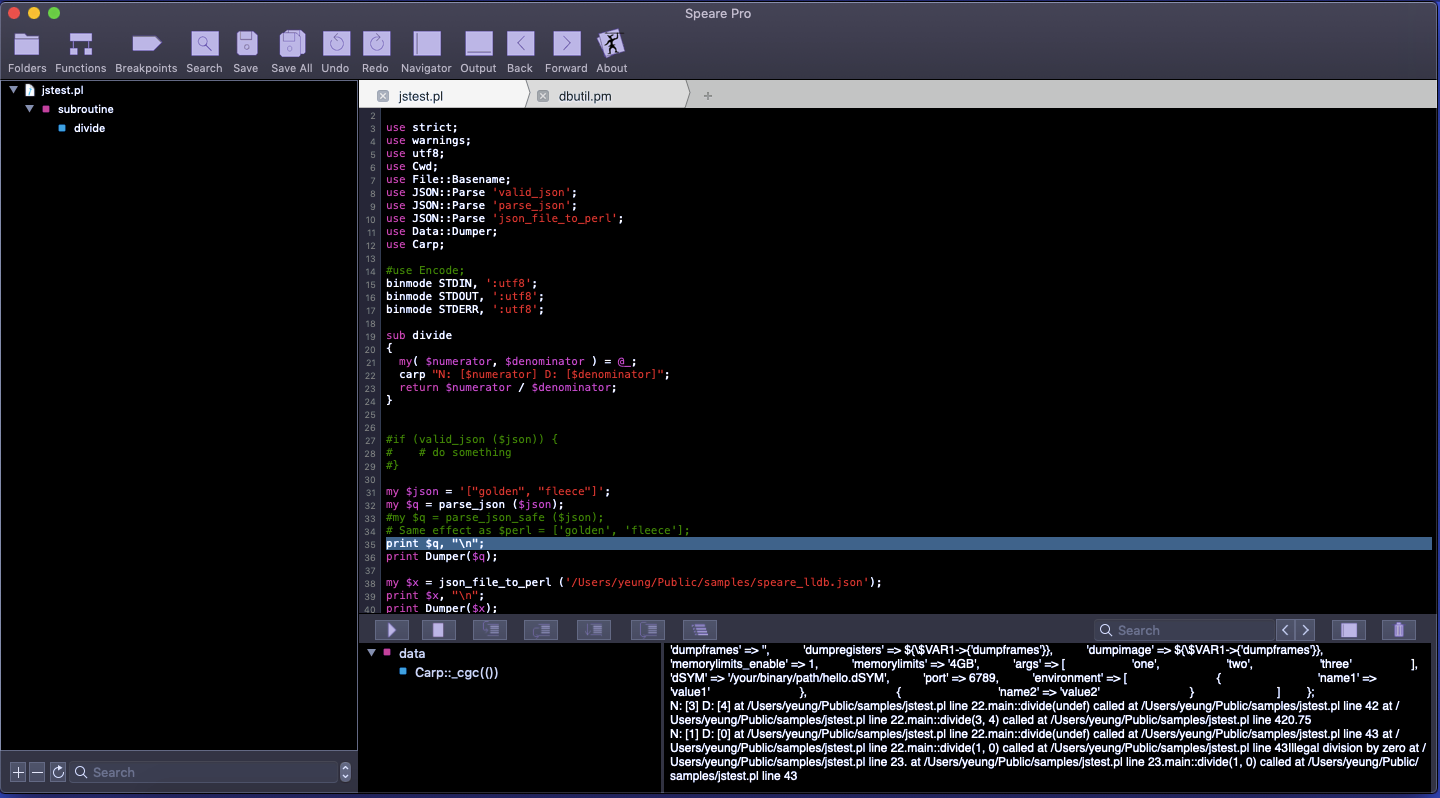 Speare Pro
Folders Functions Breakpoints Search Save Save All Undo Redo Navigator Output Back Forward About
jstest.pl
subroutine
divide
Search
jstest.pl dbutil.pm
2
3 use strict;
4 use warnings;
5 use utf8;
6 use Cwd;
7 use File::Basename;
8 use JSON::Parse 'valid_json';
9 use JSON::Parse 'parse_json';
10 use JSON::Parse 'json_file_to_perl';
11 use Data::Dumper;
12 use Carp;
13
14 #use Encode;
15 binmode STDIN, ':utf8';
16 binmode STDOUT, ':utf8';
17 binmode STDERR, ':utf8';
18
19 sub divide
20 {
21 my( $numerator, $denominator ) = @_;
22 carp "N: [$numerator] D: [$denominator]";
23 return $numerator / $denominator;
24 }
25
26
27 #if (valid_json ($json)) {
28 #    # do something
29 #}
30
31 my $json = '["golden", "fleece"]';
32 my $q = parse_json ($json);
33 #my $q = parse_json_safe ($json);
34 # Same effect as $perl = ['golden', 'fleece'];
35 print $q, "\n";
36 print Dumper($q);
37
38 my $x = json_file_to_perl ('/Users/yeung/Public/samples/speare_lldb.json');
39 print $x, "\n";
40 print Dumper($x);
Search
data
Carp::_cgc(())
'dumpframes' => '', 'dumpregisters' => ${\$VAR1->{'dumpframes'}}, 'dumpimage' => ${\$VAR1->{'dumpframes'}},
'memorylimits_enable' => 1, 'memorylimits' => '4GB', 'args' => [ 'one', 'two', 'three' ],
'dSYM' => '/your/binary/path/hello.dSYM', 'port' => 6789, 'environment' => [ { 'name1' =>
'value1' }, { 'name2' => 'value2' } ] };
N: [3] D: [4] at /Users/yeung/Public/samples/jstest.pl line 22.main::divide(undef) called at /Users/yeung/Public/samples/jstest.pl line 42 at /
Users/yeung/Public/samples/jstest.pl line 22.main::divide(3, 4) called at /Users/yeung/Public/samples/jstest.pl line 420.75
N: [1] D: [0] at /Users/yeung/Public/samples/jstest.pl line 22.main::divide(undef) called at /Users/yeung/Public/samples/jstest.pl line 43 at /
Users/yeung/Public/samples/jstest.pl line 22.main::divide(1, 0) called at /Users/yeung/Public/samples/jstest.pl line 43Illegal division by zero at /
Users/yeung/Public/samples/jstest.pl line 23. at /Users/yeung/Public/samples/jstest.pl line 23.main::divide(1, 0) called at /Users/yeung/Public/
samples/jstest.pl line 43